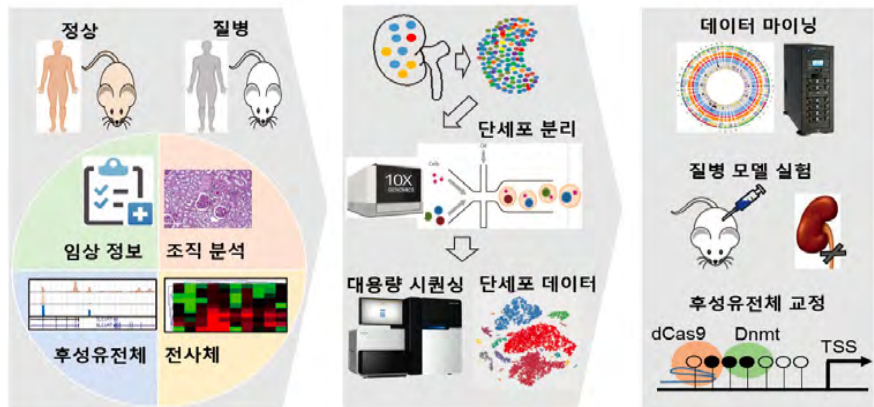 정상
질병
임상 정보
조직 분석
후성유전체
전사체
단세포 분리
Cells
Oil
10X
GENOMICS
대용량 시퀀싱
단세포 데이터
데이터 마이닝
질병 모델 실험
후성유전체 교정
dCas9
Dnmt
TSS